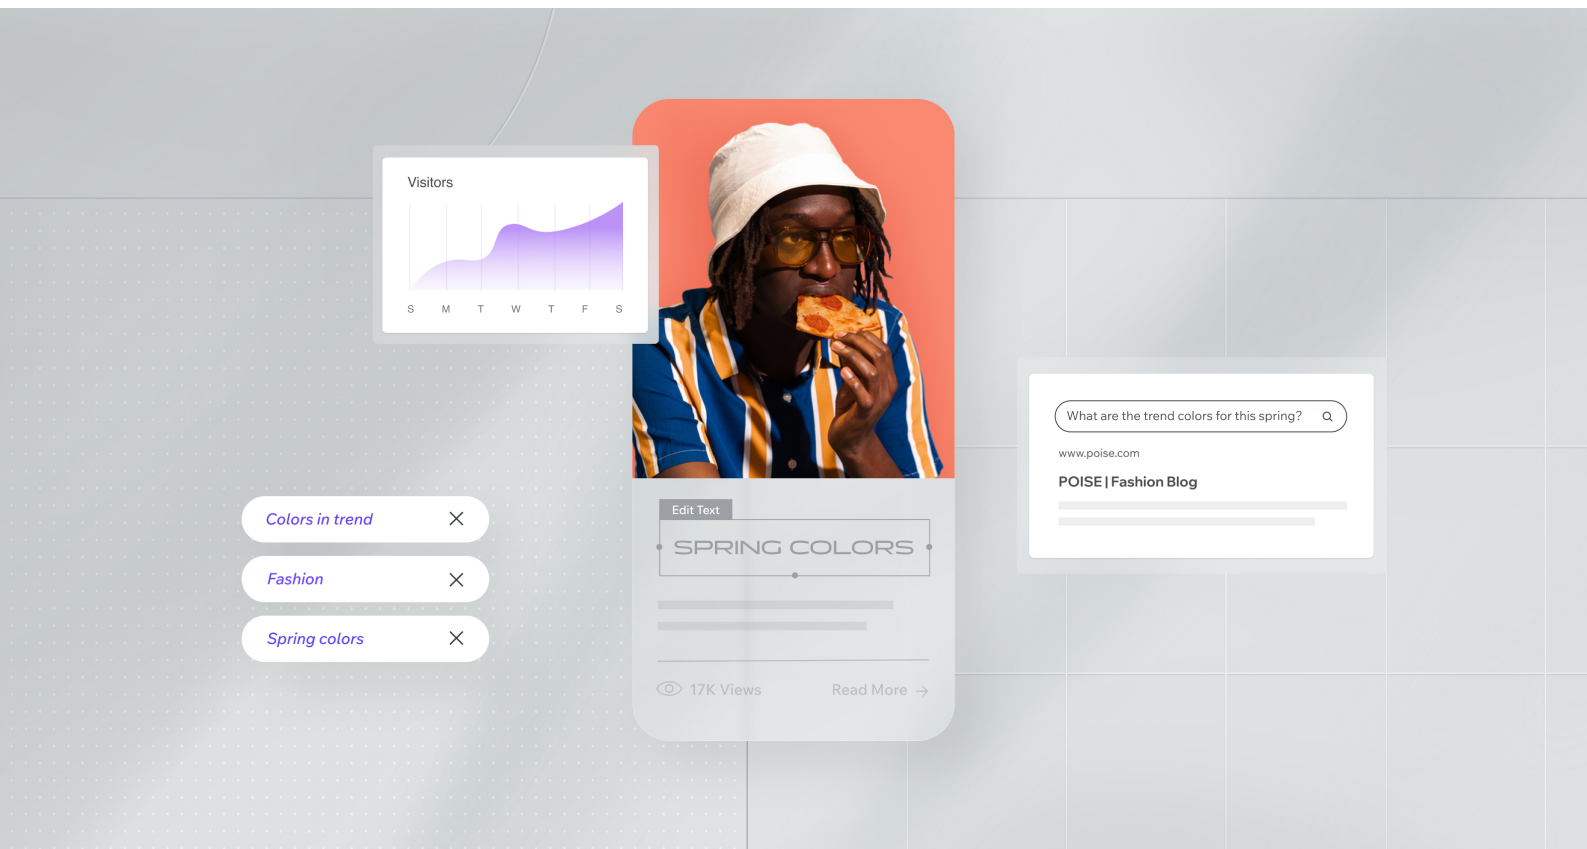 Visitors
S M T W T F S
Colors in trend
Fashion
Spring colors
Edit Text
SPRING COLORS
17K Views
Read More
What are the trend colors for this spring?
www.poise.com
POISE | Fashion Blog